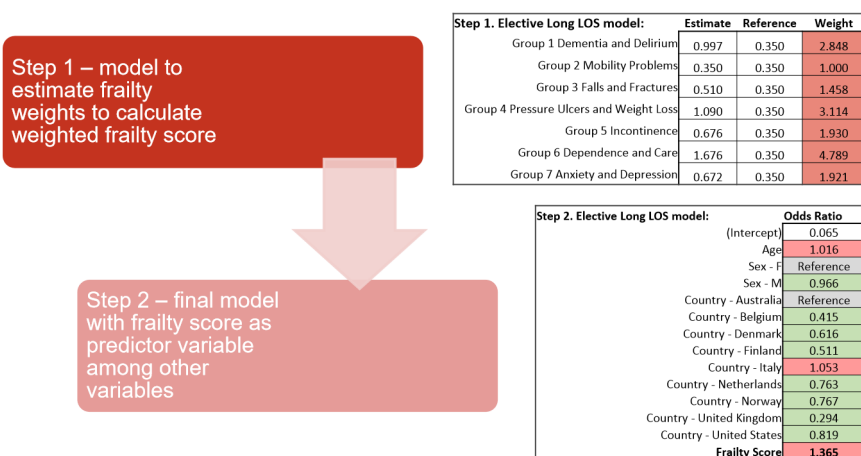 Step 1 – model to
estimate frailty
weights to calculate
weighted frailty score
Step 1. Elective Long LOS model: Estimate Reference Weight
Group 1 Dementia and Delirium 0.997 0.350 2.848
Group 2 Mobility Problems 0.350 0.350 1.000
Group 3 Falls and Fractures 0.510 0.350 1.458
Group 4 Pressure Ulcers and Weight Loss 1.090 0.350 3.114
Group 5 Incontinence 0.676 0.350 1.930
Group 6 Dependence and Care 1.676 0.350 4.789
Group 7 Anxiety and Depression 0.672 0.350 1.921
Step 2 – final model
with frailty score as
predictor variable
among other
variables
Step 2. Elective Long LOS model: Odds Ratio
(Intercept) 0.065
Age 1.016
Sex - F Reference
Sex - M 0.966
Country - Australia Reference
Country - Belgium 0.415
Country - Denmark 0.616
Country - Finland 0.511
Country - Italy 1.053
Country - Netherlands 0.763
Country - Norway 0.767
Country - United Kingdom 0.294
Country - United States 0.819
Frailty Score 1.365